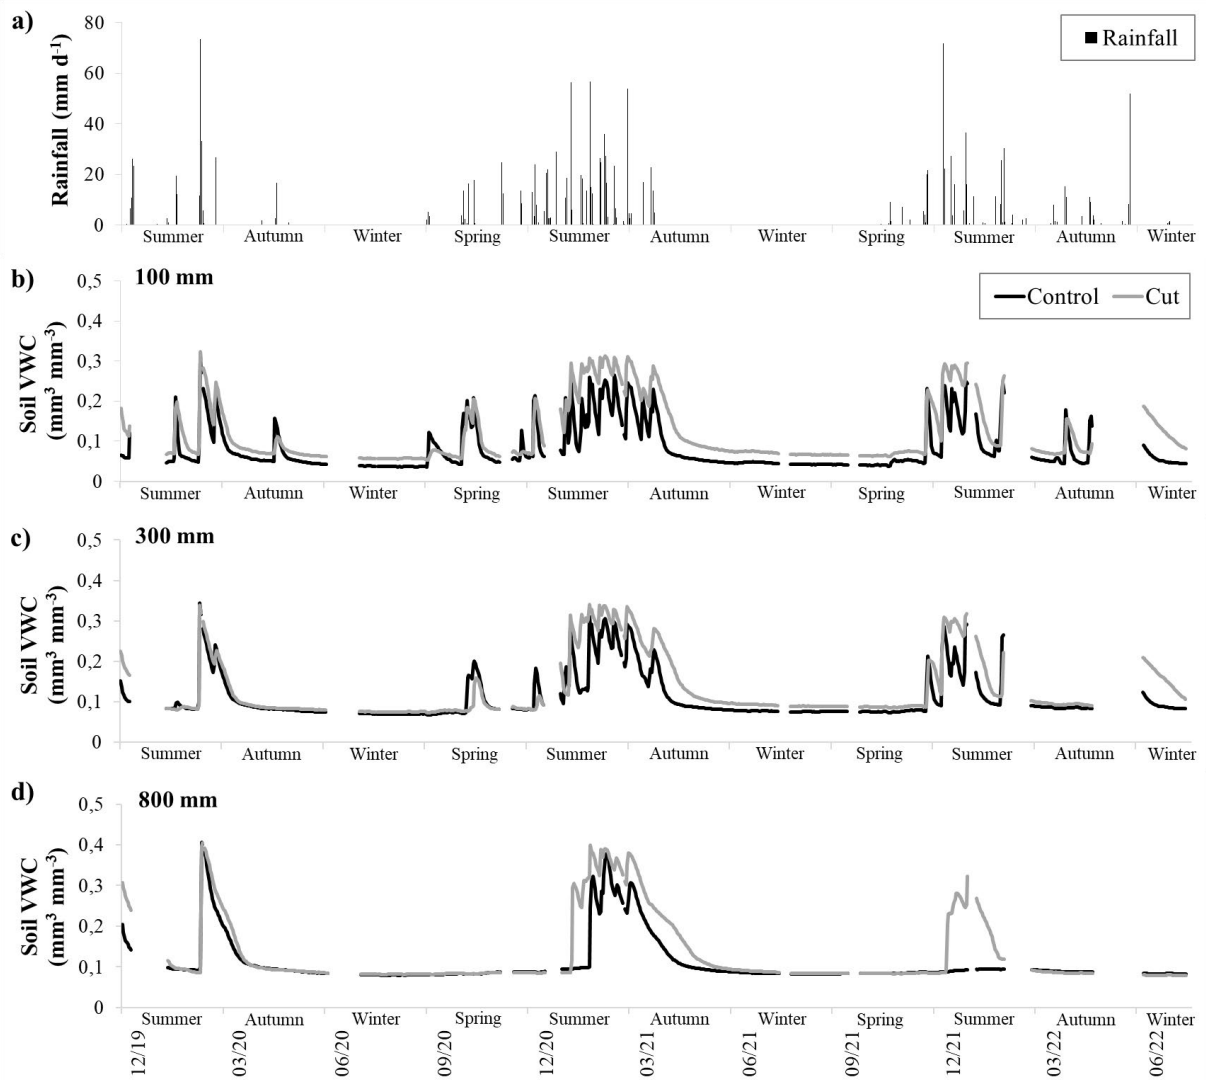 a)
Rainfall (mm d-1)
80
60
40
20
0
Rainfall
Summer Autumn Winter Spring Summer Autumn Winter Spring Summer Autumn Winter
b)
100 mm
Soil VWC
(mm3 mm-3)
0,5
0,4
0,3
0,2
0,1
0
Control Cut
Summer Autumn Winter Spring Summer Autumn Winter Spring Summer Autumn Winter
c)
300 mm
Soil VWC
(mm3 mm-3)
0,5
0,4
0,3
0,2
0,1
0
Summer Autumn Winter Spring Summer Autumn Winter Spring Summer Autumn Winter
d)
800 mm
Soil VWC
(mm3 mm-3)
0,5
0,4
0,3
0,2
0,1
0
Summer Autumn Winter Spring Summer Autumn Winter Spring Summer Autumn Winter
12/19 03/20 06/20 09/20 12/20 03/21 06/21 09/21 12/21 03/22 06/22